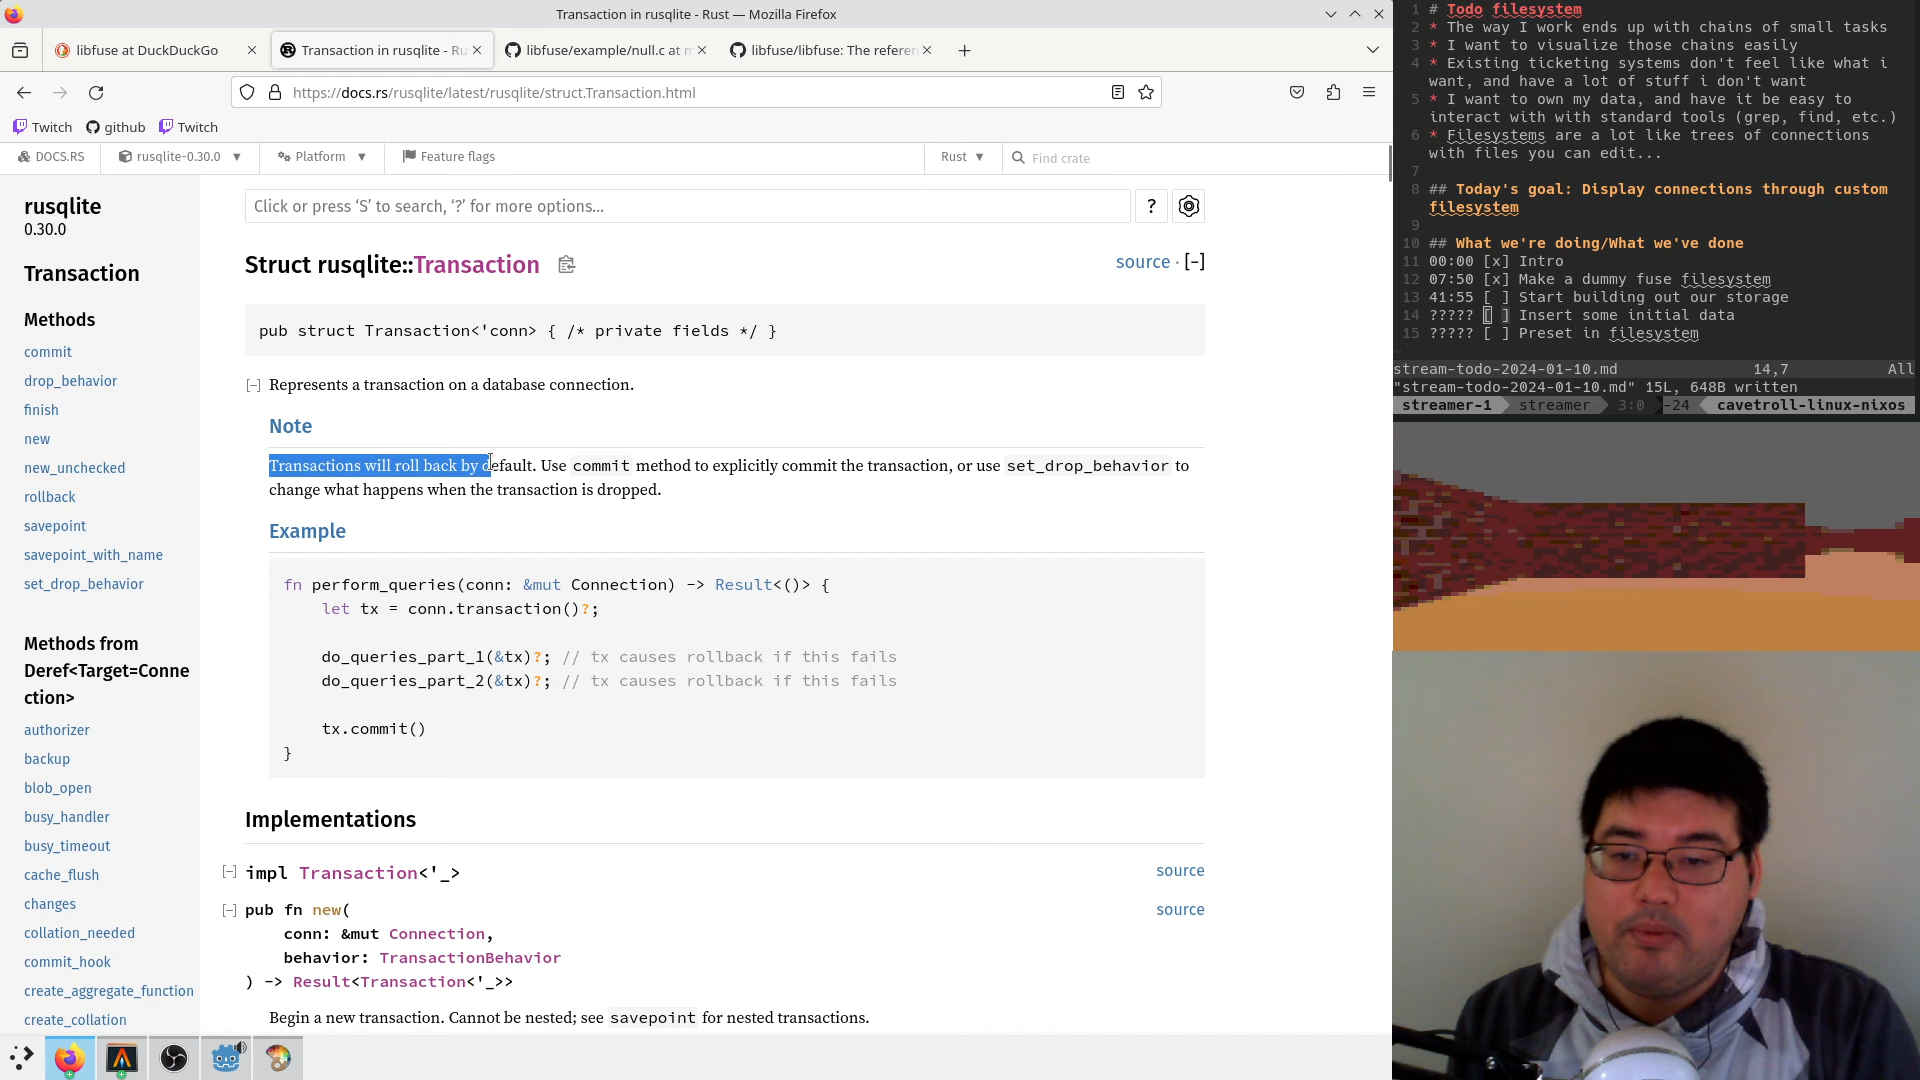 Transaction in rusqlite - Rust — Mozilla Firefox
libfuse at DuckDuckGo
Transaction in rusqlite - Ru
libfuse/example/null.c at m
libfuse/libfuse: The referen
https://docs.rs/rusqlite/latest/rusqlite/struct.Transaction.html
Twitch
github
Twitch
DOCS.RS
rusqlite-0.30.0
Platform
Feature flags
Rust
Find crate
rusqlite
0.30.0
Transaction
Methods
commit
drop_behavior
finish
new
new_unchecked
rollback
savepoint
savepoint_with_name
set_drop_behavior
Methods from
Deref<Target=Conne
ction>
authorizer
backup
blob_open
busy_handler
busy_timeout
cache_flush
changes
collation_needed
commit_hook
create_aggregate_function
create_collation
Click or press ‘S’ to search, ‘?’ for more options…
?
Struct rusqlite::Transaction
source · [-]
pub struct Transaction<'conn> { /* private fields */ }
[-] Represents a transaction on a database connection.
Note
Transactions will roll back by default. Use commit method to explicitly commit the transaction, or use set_drop_behavior to
change what happens when the transaction is dropped.
Example
fn perform_queries(conn: &mut Connection) -> Result<()> {
let tx = conn.transaction()?;
do_queries_part_1(&tx)?; // tx causes rollback if this fails
do_queries_part_2(&tx)?; // tx causes rollback if this fails
tx.commit()
}
Implementations
[-] impl Transaction<'_>
source
[-] pub fn new(
source
conn: &mut Connection,
behavior: TransactionBehavior
) -> Result<Transaction<'_>>
Begin a new transaction. Cannot be nested; see savepoint for nested transactions.
1 # Todo filesystem
2 * The way I work ends up with chains of small tasks
3 * I want to visualize those chains easily
4 * Existing ticketing systems don't feel like what i
want, and have a lot of stuff i don't want
5 * I want to own my data, and have it be easy to
interact with with standard tools (grep, find, etc.)
6 * Filesystems are a lot like trees of connections
with files you can edit...
7
8 ## Today's goal: Display connections through custom
filesystem
9
10 ## What we're doing/What we've done
11 00:00 [x] Intro
12 07:50 [x] Make a dummy fuse filesystem
13 41:55 [ ] Start building out our storage
14 ????? [ ] Insert some initial data
15 ????? [ ] Preset in filesystem
stream-todo-2024-01-10.md 14,7 All
"stream-todo-2024-01-10.md" 15L, 648B written
streamer-1 streamer 3:0 -24 cavetroll-linux-nixos